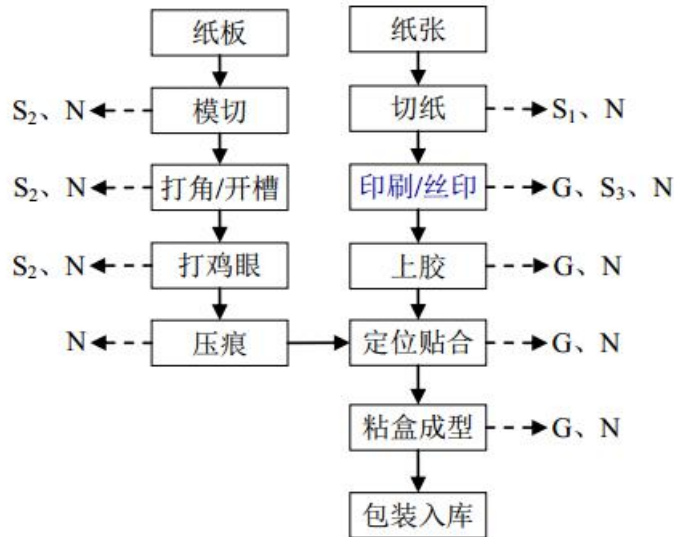 纸板 纸张
S₂、N 模切 切纸 S₁、N
S₂、N 打角/开槽 印刷/丝印 G、S₃、N
S₂、N 打鸡眼 上胶 G、N
N 压痕 定位贴合 G、N
粘盒成型 G、N
包装入库